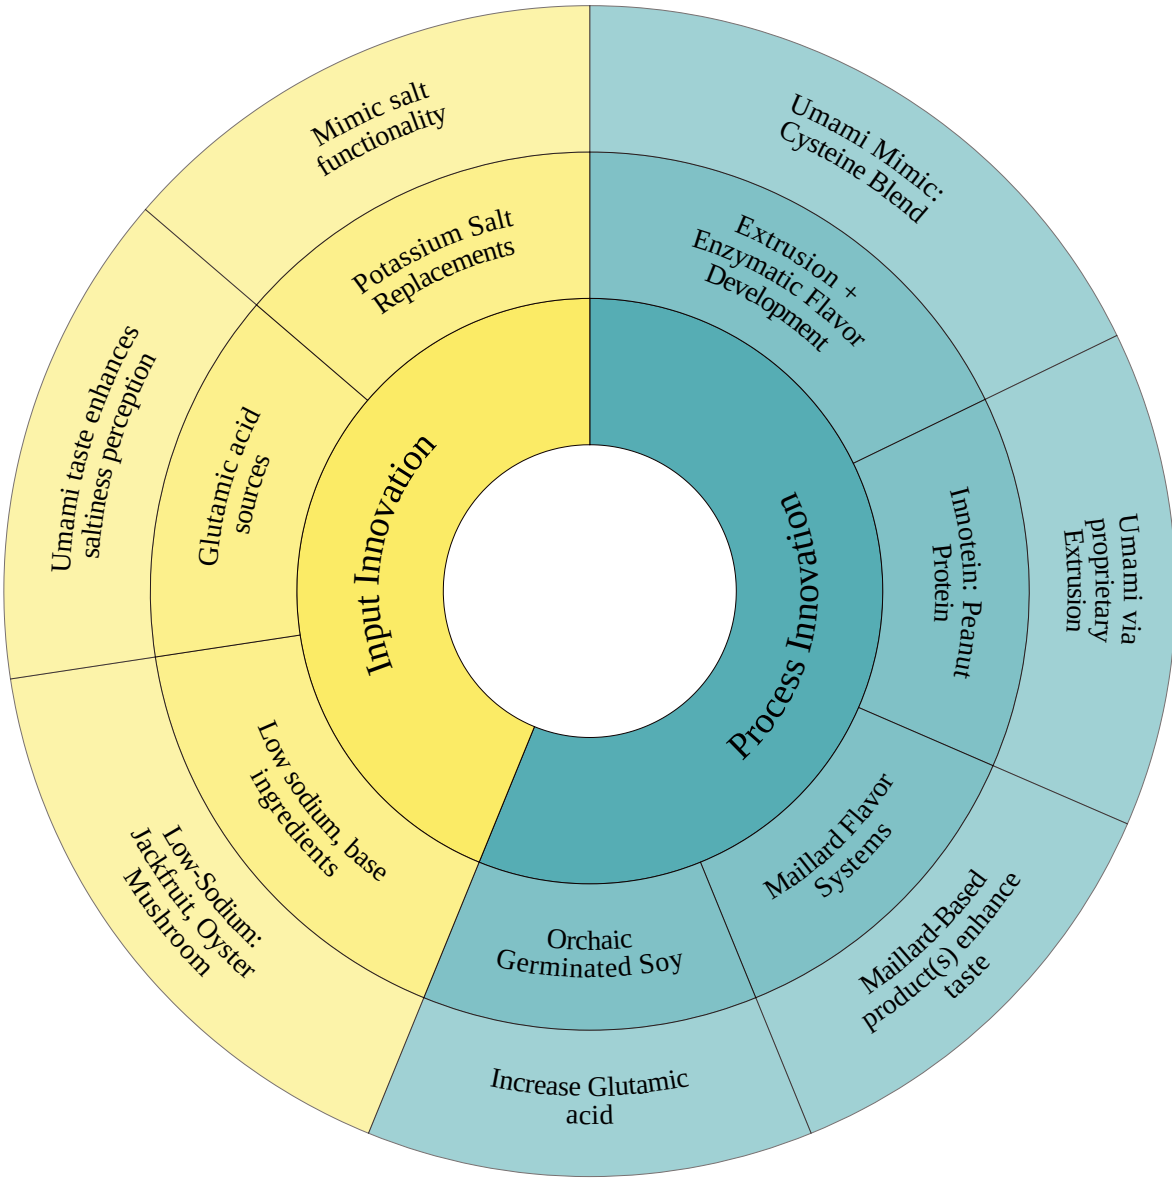 Process Innovation
Input Innovation
Extrusion +
Enzymatic Flavor
Development
Innotein: Peanut
Protein
Maillard Flavor
Systems
Orchaic
Germinated Soy
Low sodium, base
ingredients
Glutamic acid
sources
Potassium Salt
Replacements
Umami Mimic:
Cysteine Blend
Umami via
proprietary
Extrusion
Maillard-Based
product(s) enhance
taste
Increase Glutamic
acid
Low-Sodium:
Jackfruit, Oyster
Mushroom
Umami taste enhances
saltiness perception
Mimic salt
functionality